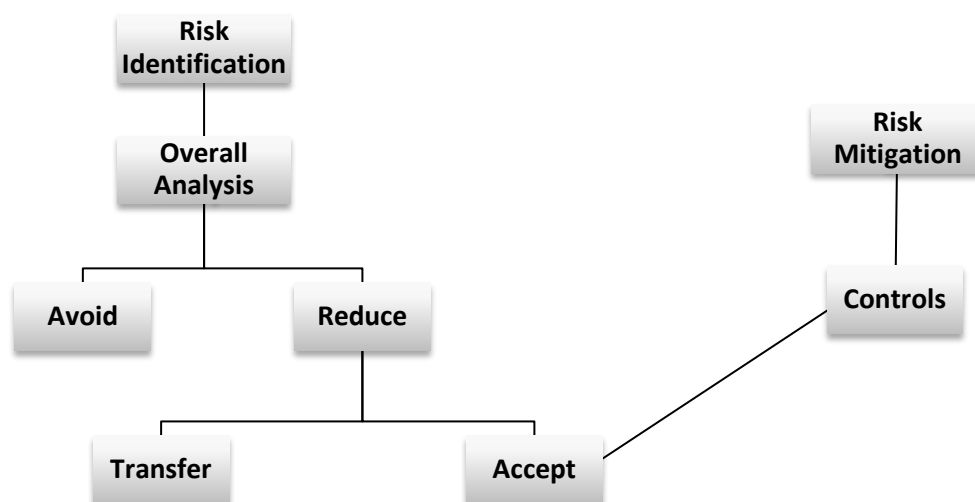 Risk
Identification
Overall
Analysis
Risk
Mitigation
Avoid
Reduce
Controls
Transfer
Accept